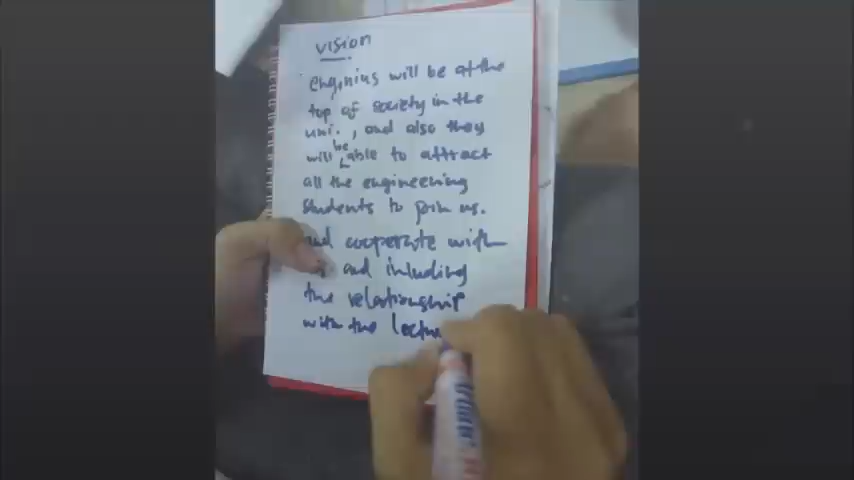 vision
enginius will be at the
top of society in the
uni., and also they
will be able to attract
all the engineering
students to join us.
and cooperate with
and including
the relationship
with the lectu